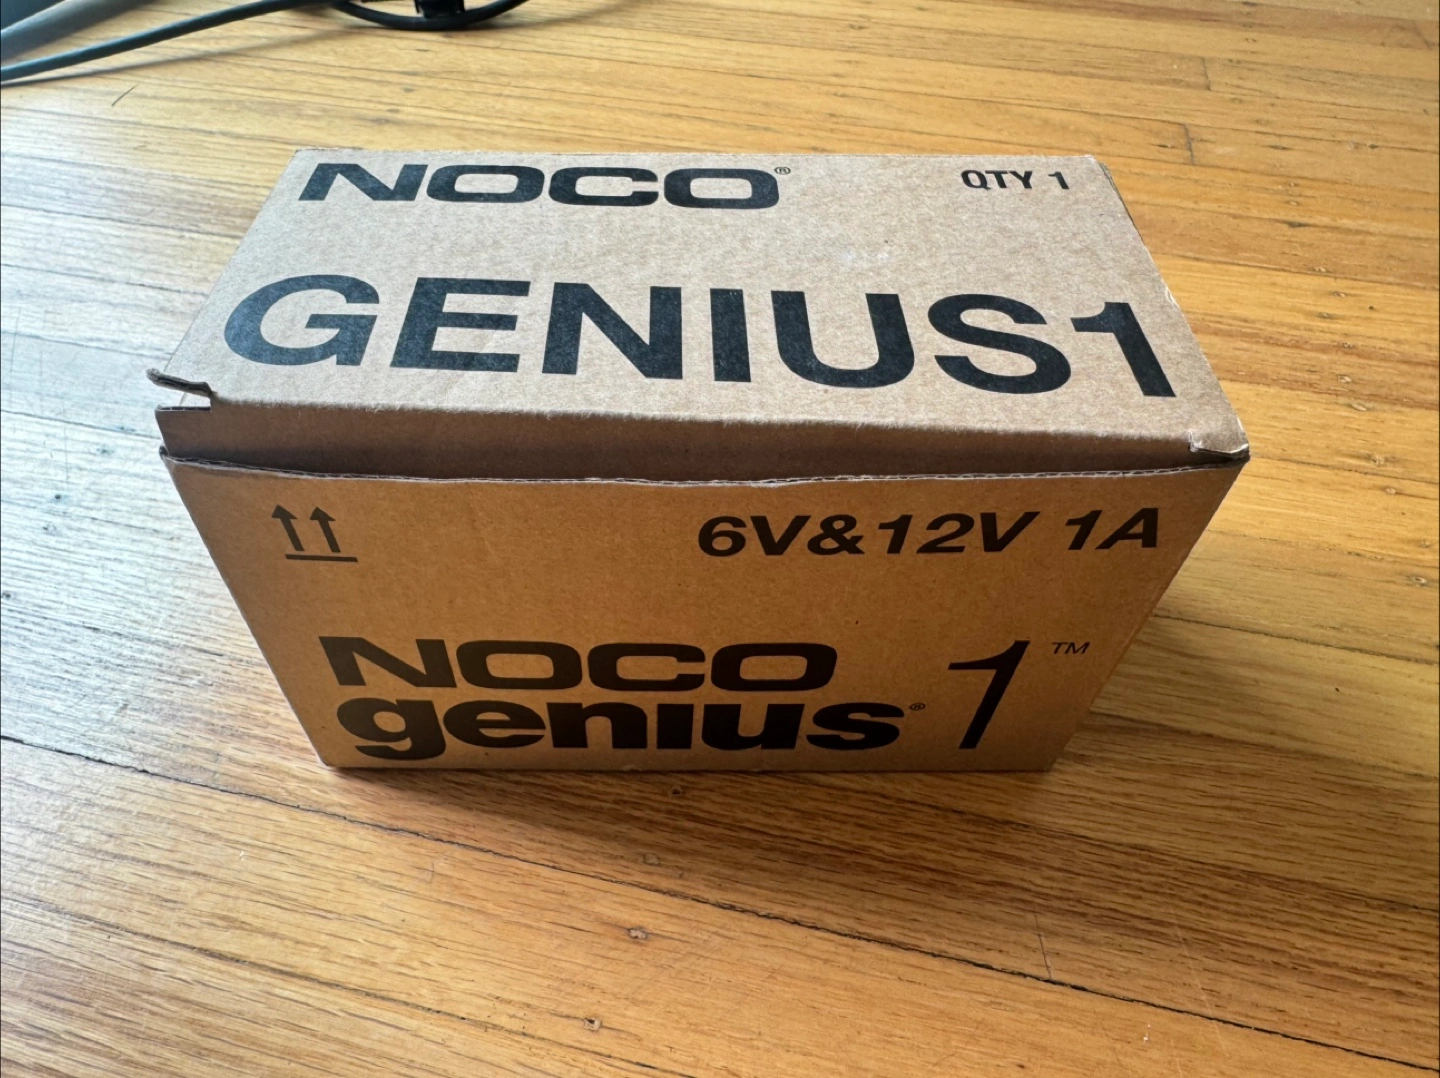 NOCO®
QTY 1
GENIUS1
6V&12V 1A
NOCO
genius® 1™